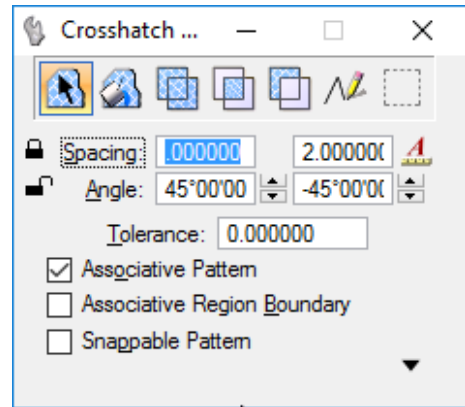 Crosshatch ...
Spacing: .000000 2.000000
Angle: 45°00'00 -45°00'0(
Tolerance: 0.000000
Associative Pattern
Associative Region Boundary
Snappable Pattern